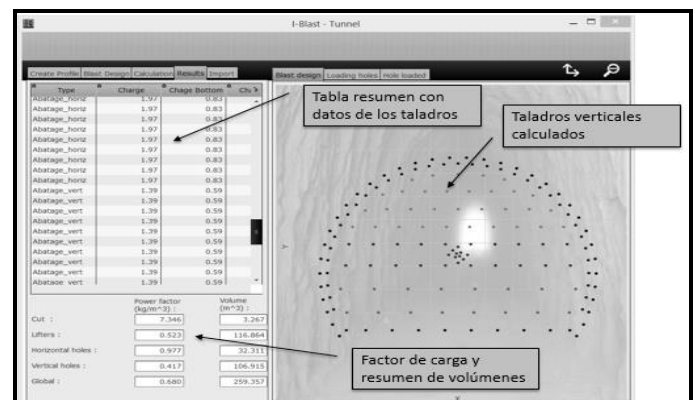 I-Blast - Tunnel
Create Profile Blast Design Calculation Results Import
Blast design Loading holes Hole loaded
Type Charge Chage Bottom
Abatage_horiz 1.97 0.83
Abatage_horiz 1.97 0.83
Abatage_horiz 1.97 0.83
Abatage_horiz 1.97 0.83
Abatage_horiz 1.97 0.83
Abatage_horiz 1.97 0.83
Abatage_horiz 1.97 0.83
Abatage_horiz 1.97 0.83
Abatage_horiz 1.97 0.83
Abatage_horiz 1.97 0.83
Abatage_vert 1.39 0.59
Abatage_vert 1.39 0.59
Abatage_vert 1.39 0.59
Abatage_vert 1.39 0.59
Abatage_vert 1.39 0.59
Abatage_vert 1.39 0.59
Abatage_vert 1.39 0.59
Abatage_vert 1.39 0.59
Abatage_vert 1.39 0.59
Tabla resumen con
datos de los taladros
Taladros verticales
calculados
Power factor
(kg/m^3) :
Volume
(m^3) :
Cut : 7.346 3.267
Lifters : 0.523 116.864
Horizontal holes : 0.977 32.311
Vertical holes : 0.417 106.915
Global : 0.680 259.357
Factor de carga y
resumen de volúmenes